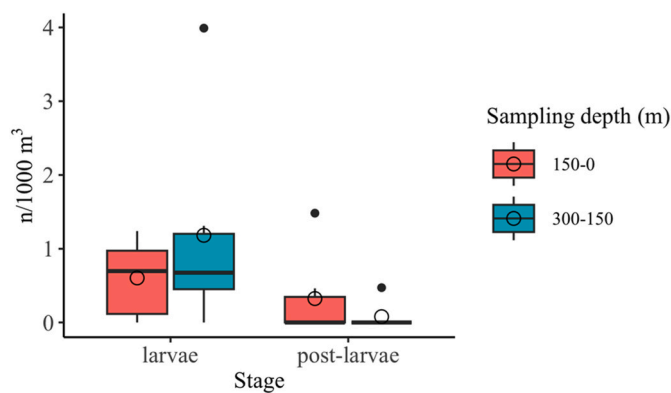 4
3
2
1
0
n/1000 m³
larvae
post-larvae
Stage
Sampling depth (m)
150-0
300-150